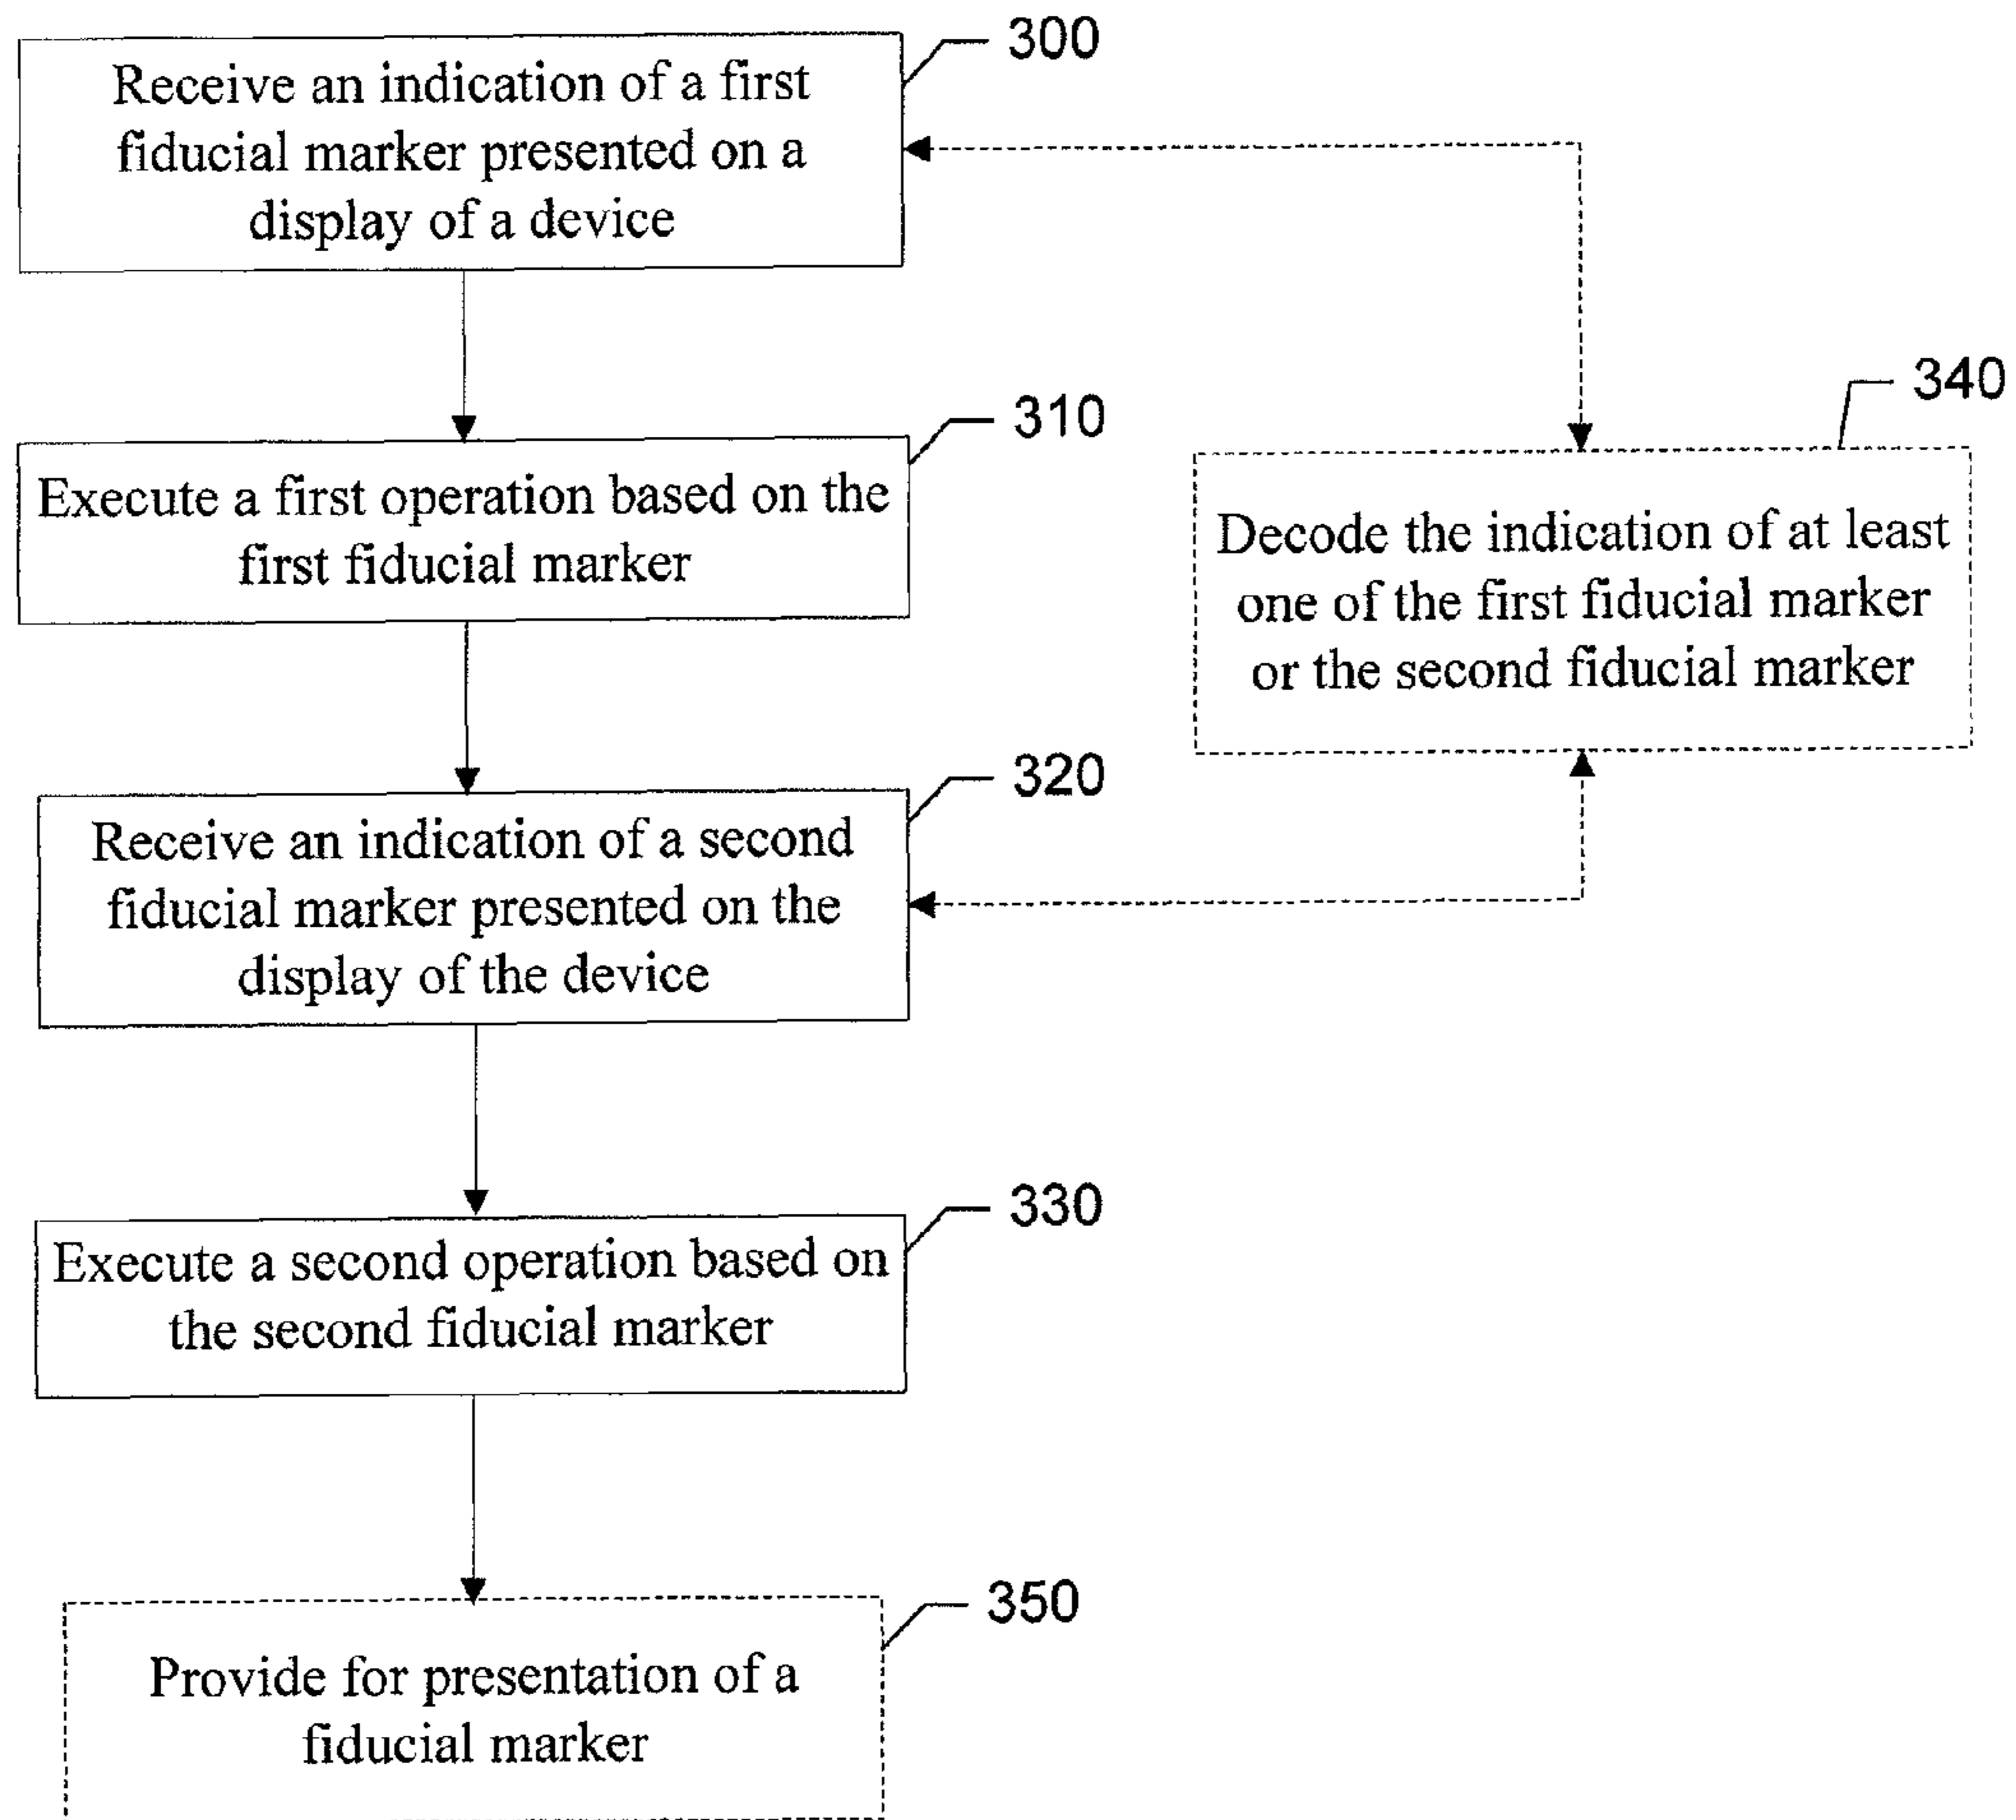 300
Receive an indication of a first
fiducial marker presented on a
display of a device
310
Execute a first operation based on the
first fiducial marker
340
Decode the indication of at least
one of the first fiducial marker
or the second fiducial marker
320
Receive an indication of a second
fiducial marker presented on the
display of the device
330
Execute a second operation based on
the second fiducial marker
350
Provide for presentation of a
fiducial marker